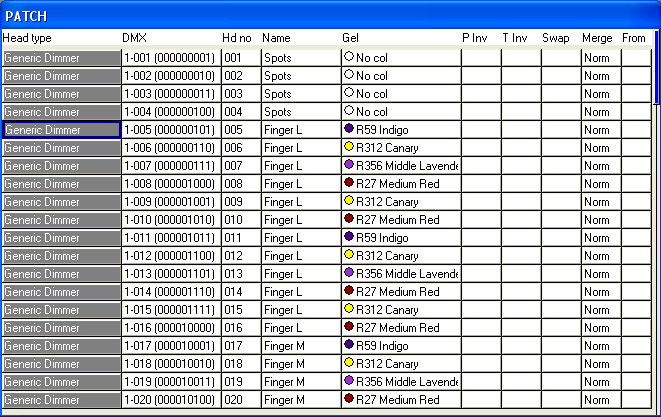 PATCH
Head type DMX Hd no Name Gel P Inv T Inv Swap Merge From
Generic Dimmer 1-001 (000000001) 001 Spots No col Norm
Generic Dimmer 1-002 (000000010) 002 Spots No col Norm
Generic Dimmer 1-003 (000000011) 003 Spots No col Norm
Generic Dimmer 1-004 (000000100) 004 Spots No col Norm
Generic Dimmer 1-005 (000000101) 005 Finger L R59 Indigo Norm
Generic Dimmer 1-006 (000000110) 006 Finger L R312 Canary Norm
Generic Dimmer 1-007 (000000111) 007 Finger L R356 Middle Lavende Norm
Generic Dimmer 1-008 (000001000) 008 Finger L R27 Medium Red Norm
Generic Dimmer 1-009 (000001001) 009 Finger L R312 Canary Norm
Generic Dimmer 1-010 (000001010) 010 Finger L R27 Medium Red Norm
Generic Dimmer 1-011 (000001011) 011 Finger L R59 Indigo Norm
Generic Dimmer 1-012 (000001100) 012 Finger L R312 Canary Norm
Generic Dimmer 1-013 (000001101) 013 Finger L R356 Middle Lavende Norm
Generic Dimmer 1-014 (000001110) 014 Finger L R27 Medium Red Norm
Generic Dimmer 1-015 (000001111) 015 Finger L R312 Canary Norm
Generic Dimmer 1-016 (000010000) 016 Finger L R27 Medium Red Norm
Generic Dimmer 1-017 (000010001) 017 Finger M R59 Indigo Norm
Generic Dimmer 1-018 (000010010) 018 Finger M R312 Canary Norm
Generic Dimmer 1-019 (000010011) 019 Finger M R356 Middle Lavende Norm
Generic Dimmer 1-020 (000010100) 020 Finger M R27 Medium Red Norm